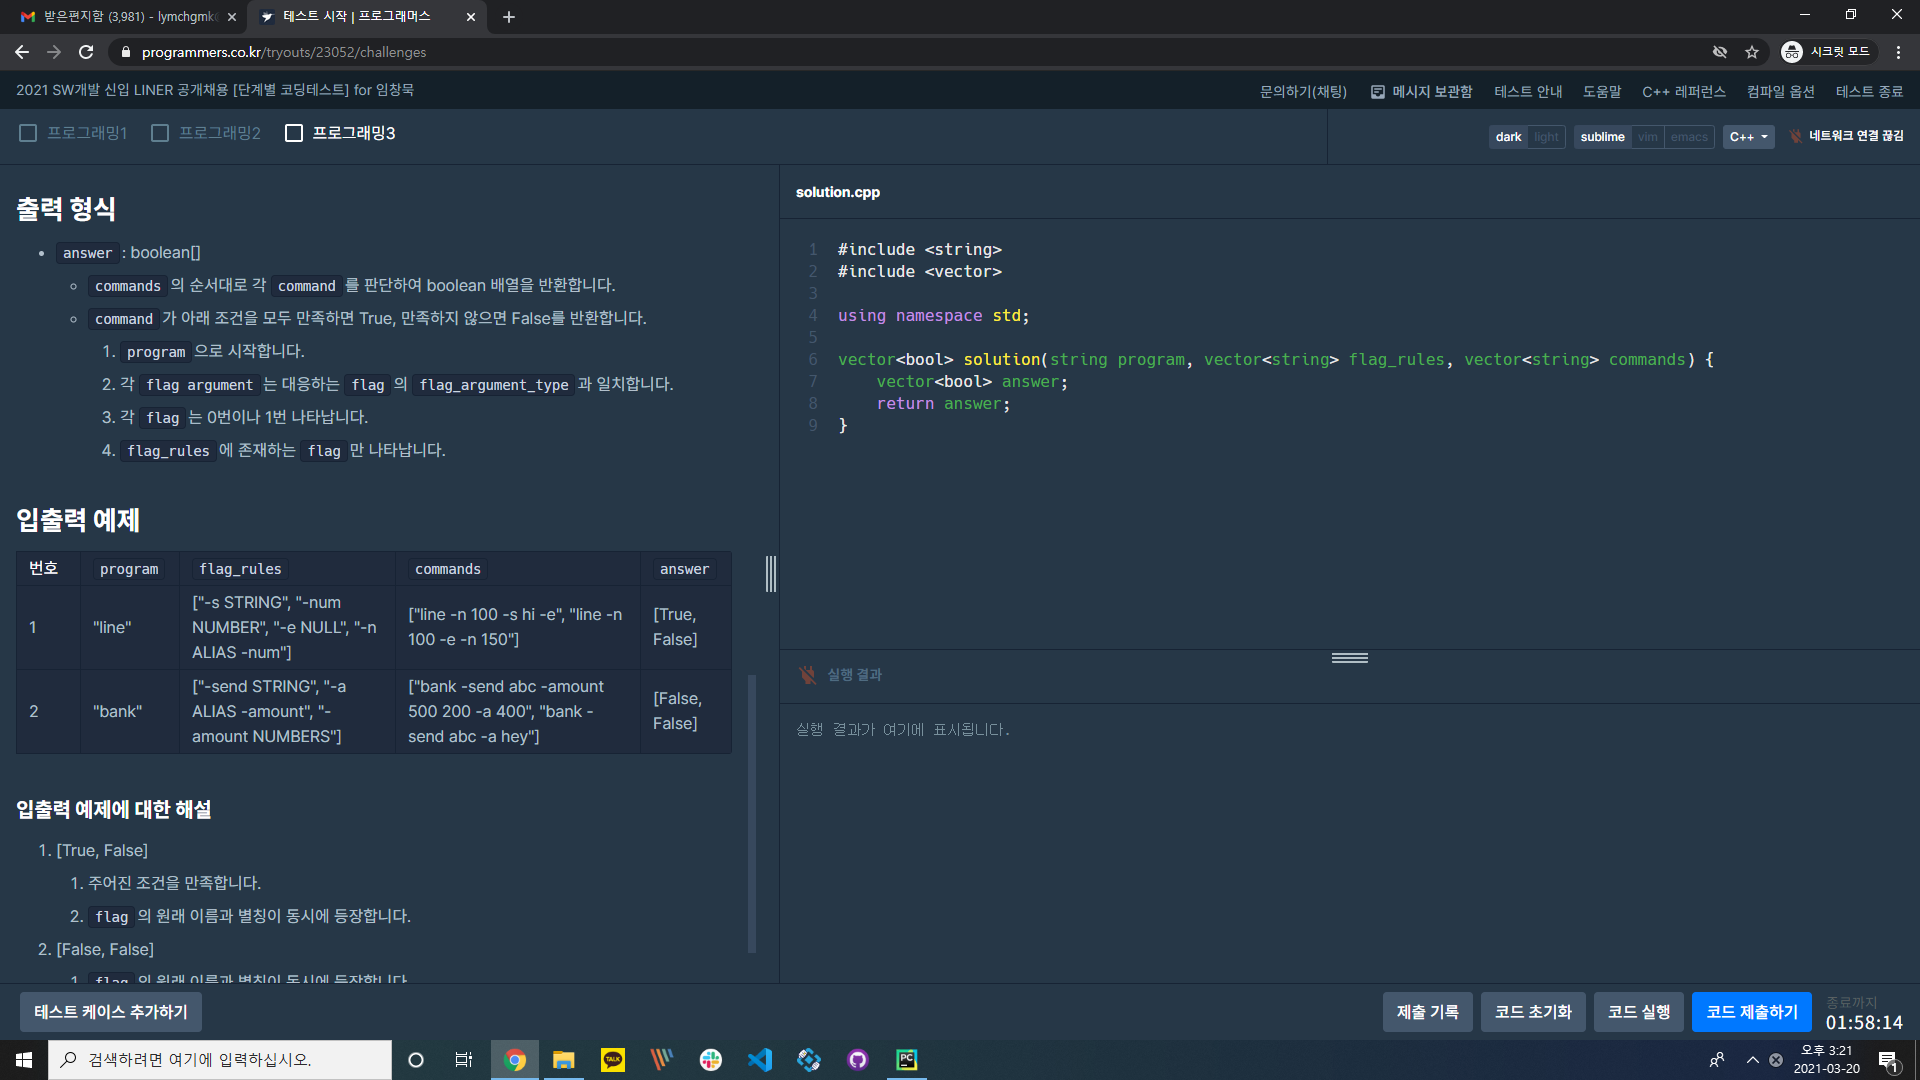 받은편지함 (3,981) - lymchgmk
테스트 시작 | 프로그래머스
programmers.co.kr/tryouts/23052/challenges
시크릿 모드
2021 SW개발 신입 LINER 공개채용 [단계별 코딩테스트] for 임창묵
문의하기(채팅) 메시지 보관함 테스트 안내 도움말 C++ 레퍼런스 컴파일 옵션 테스트 종료
프로그래밍1 프로그래밍2 프로그래밍3
dark light sublime vim emacs C++ 네트워크 연결 끊김
출력 형식
answer : boolean[]
commands 의 순서대로 각 command 를 판단하여 boolean 배열을 반환합니다.
command 가 아래 조건을 모두 만족하면 True, 만족하지 않으면 False를 반환합니다.
1. program 으로 시작합니다.
2. 각 flag argument 는 대응하는 flag 의 flag_argument_type 과 일치합니다.
3. 각 flag 는 0번이나 1번 나타납니다.
4. flag_rules 에 존재하는 flag 만 나타납니다.
입출력 예제
번호 program flag_rules commands answer
1 "line" ["-s STRING", "-num NUMBER", "-e NULL", "-n ALIAS -num"] ["line -n 100 -s hi -e", "line -n 100 -e -n 150"] [True, False]
2 "bank" ["-send STRING", "-a ALIAS -amount", "-amount NUMBERS"] ["bank -send abc -amount 500 200 -a 400", "bank -send abc -a hey"] [False, False]
입출력 예제에 대한 해설
1. [True, False]
1. 주어진 조건을 만족합니다.
2. flag 의 원래 이름과 별칭이 동시에 등장합니다.
2. [False, False]
1. flag 의 원래 이름과 별칭이 동시에 등장합니다.
solution.cpp
1 #include <string>
2 #include <vector>
3
4 using namespace std;
5
6 vector<bool> solution(string program, vector<string> flag_rules, vector<string> commands) {
7 vector<bool> answer;
8 return answer;
9 }
실행 결과
실행 결과가 여기에 표시됩니다.
테스트 케이스 추가하기
제출 기록 코드 초기화 코드 실행 코드 제출하기
종료까지
01:58:14
검색하려면 여기에 입력하십시오.
TALK
PC
오후 3:21
2021-03-20
1